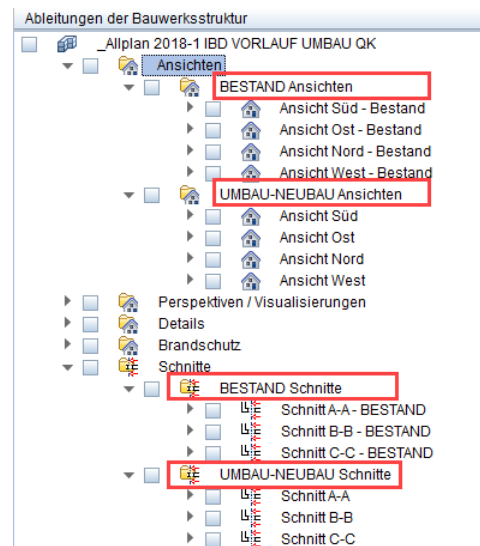 Ableitungen der Bauwerksstruktur
_Allplan 2018-1 IBD VORLAUF UMBAU QK
Ansichten
BESTAND Ansichten
Ansicht Süd - Bestand
Ansicht Ost - Bestand
Ansicht Nord - Bestand
Ansicht West - Bestand
UMBAU-NEUBAU Ansichten
Ansicht Süd
Ansicht Ost
Ansicht Nord
Ansicht West
Perspektiven / Visualisierungen
Details
Brandschutz
Schnitte
BESTAND Schnitte
Schnitt A-A - BESTAND
Schnitt B-B - BESTAND
Schnitt C-C - BESTAND
UMBAU-NEUBAU Schnitte
Schnitt A-A
Schnitt B-B
Schnitt C-C